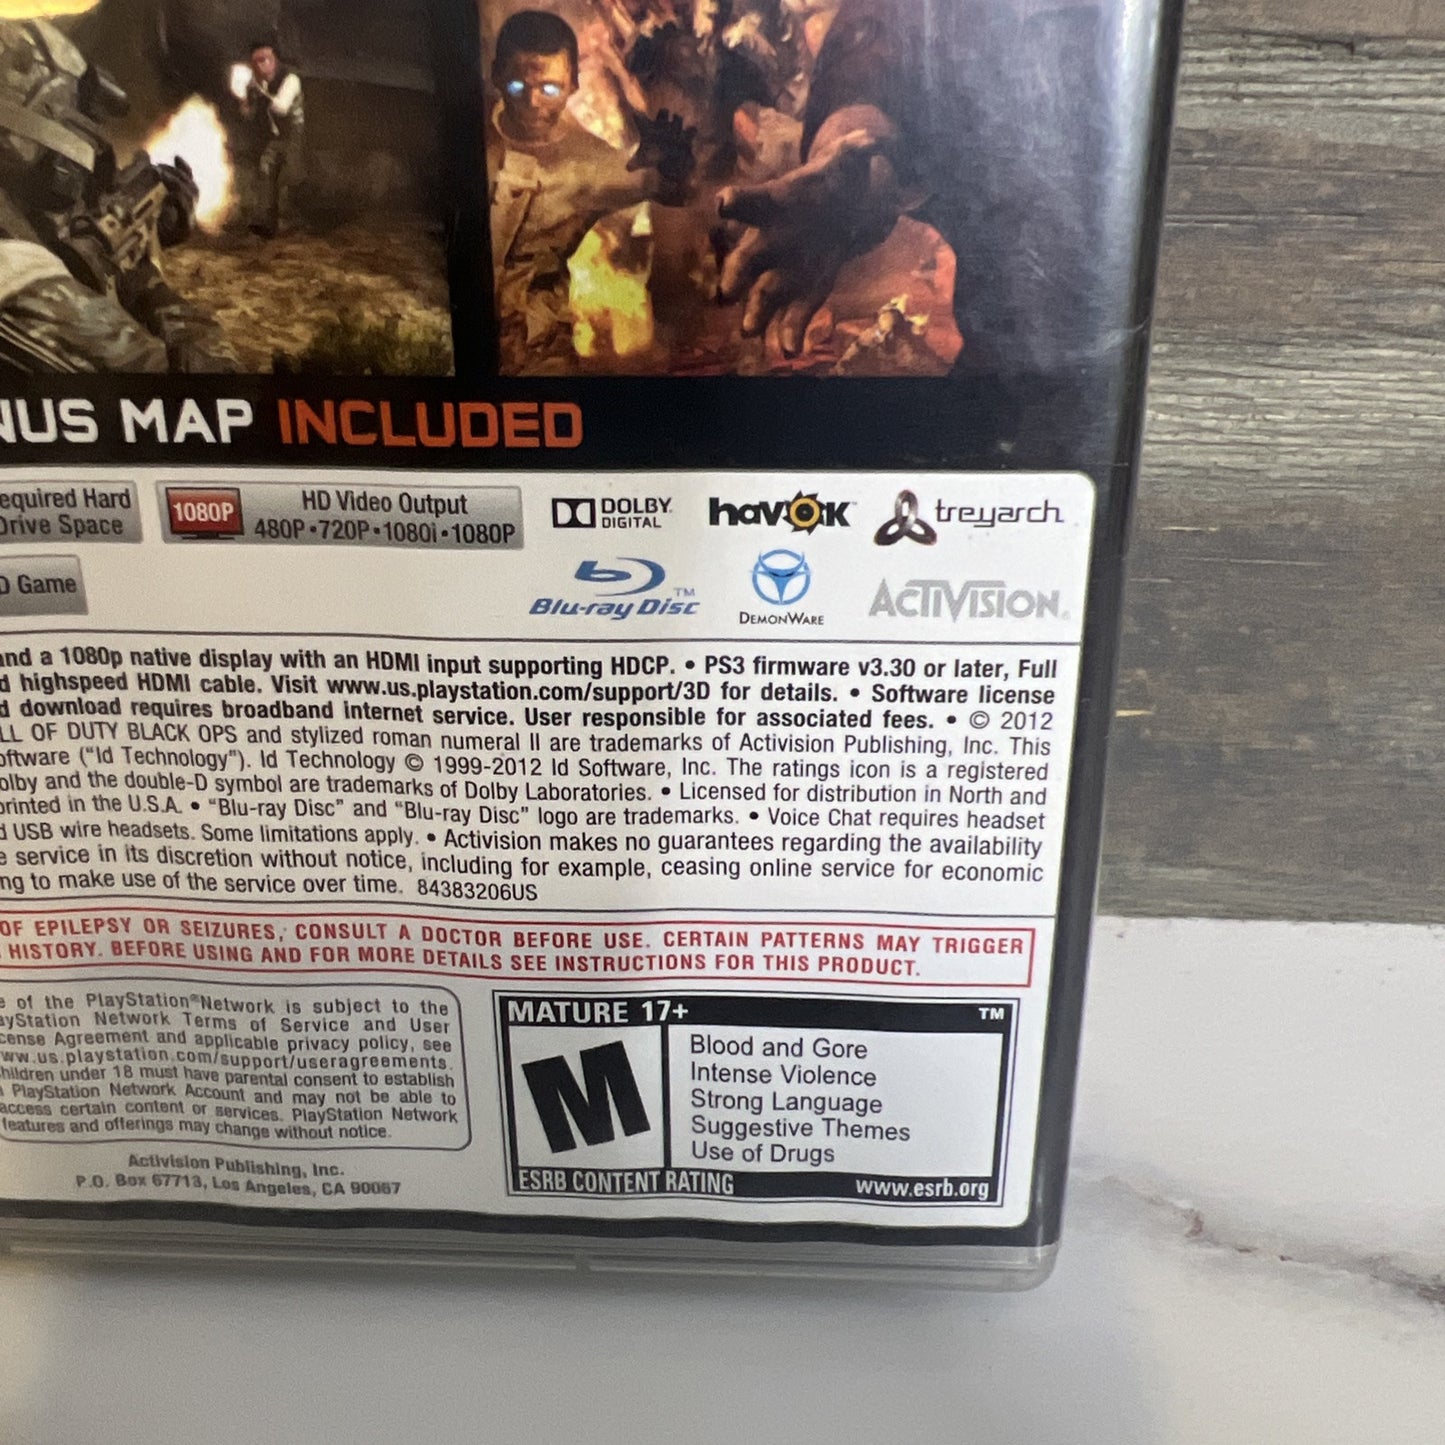 NUS MAP INCLUDED
equired Hard
Drive Space
1080P
HD Video Output
480P • 720P • 1080i • 1080P
DOLBY
DIGITAL
havok™
treyarch
D Game
Blu-ray Disc™
DEMONWARE
ACTIVISION®
and a 1080p native display with an HDMI input supporting HDCP. • PS3 firmware v3.30 or later, Full
d highspeed HDMI cable. Visit www.us.playstation.com/support/3D for details. • Software license
d download requires broadband internet service. User responsible for associated fees. • © 2012
LL OF DUTY BLACK OPS and stylized roman numeral II are trademarks of Activision Publishing, Inc. This
oftware ("Id Technology"). Id Technology © 1999-2012 Id Software, Inc. The ratings icon is a registered
olby and the double-D symbol are trademarks of Dolby Laboratories. • Licensed for distribution in North and
printed in the U.S.A. • "Blu-ray Disc" and "Blu-ray Disc" logo are trademarks. • Voice Chat requires headset
d USB wire headsets. Some limitations apply. • Activision makes no guarantees regarding the availability
e service in its discretion without notice, including for example, ceasing online service for economic
ng to make use of the service over time. 84383206US
OF EPILEPSY OR SEIZURES, CONSULT A DOCTOR BEFORE USE. CERTAIN PATTERNS MAY TRIGGER
HISTORY. BEFORE USING AND FOR MORE DETAILS SEE INSTRUCTIONS FOR THIS PRODUCT.
e of the PlayStation®Network is subject to the
ayStation Network Terms of Service and User
cense Agreement and applicable privacy policy, see
ww.us.playstation.com/support/useragreements.
hildren under 18 must have parental consent to establish
a PlayStation Network Account and may not be able to
access certain content or services. PlayStation Network
features and offerings may change without notice.
Activision Publishing, Inc.
P.O. Box 67713, Los Angeles, CA 90067
MATURE 17+ ™
M
Blood and Gore
Intense Violence
Strong Language
Suggestive Themes
Use of Drugs
ESRB CONTENT RATING www.esrb.org